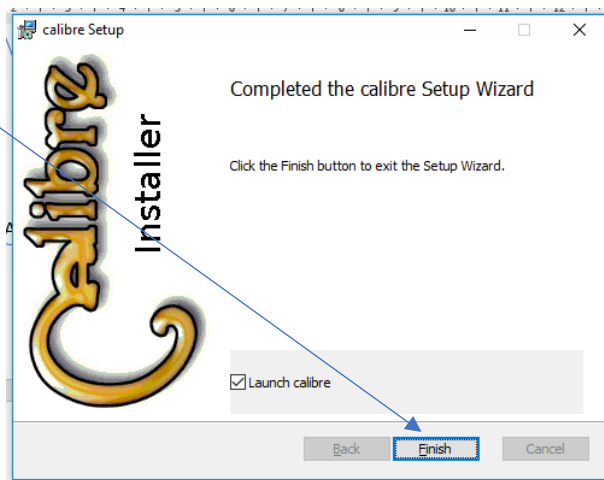 calibre Setup
Calibre
Installer
Completed the calibre Setup Wizard
Click the Finish button to exit the Setup Wizard.
Launch calibre
Back
Finish
Cancel